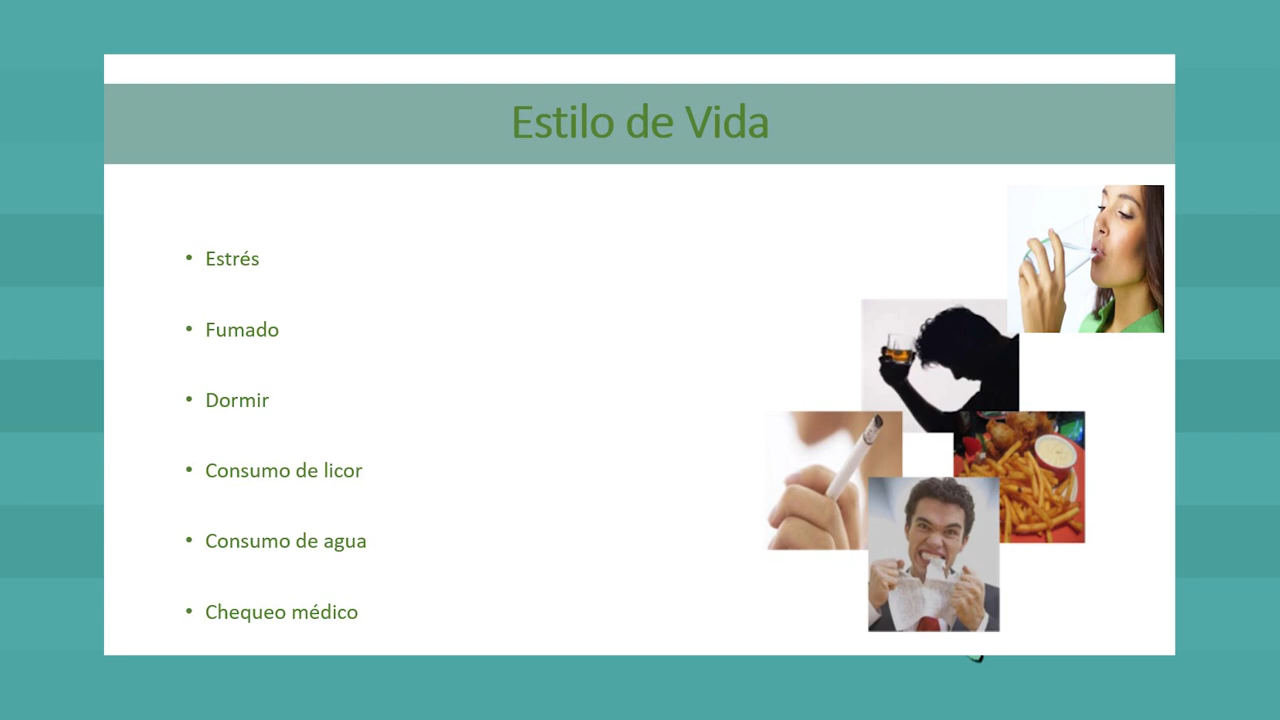 Estilo de Vida
• Estrés
• Fumado
• Dormir
• Consumo de licor
• Consumo de agua
• Chequeo médico